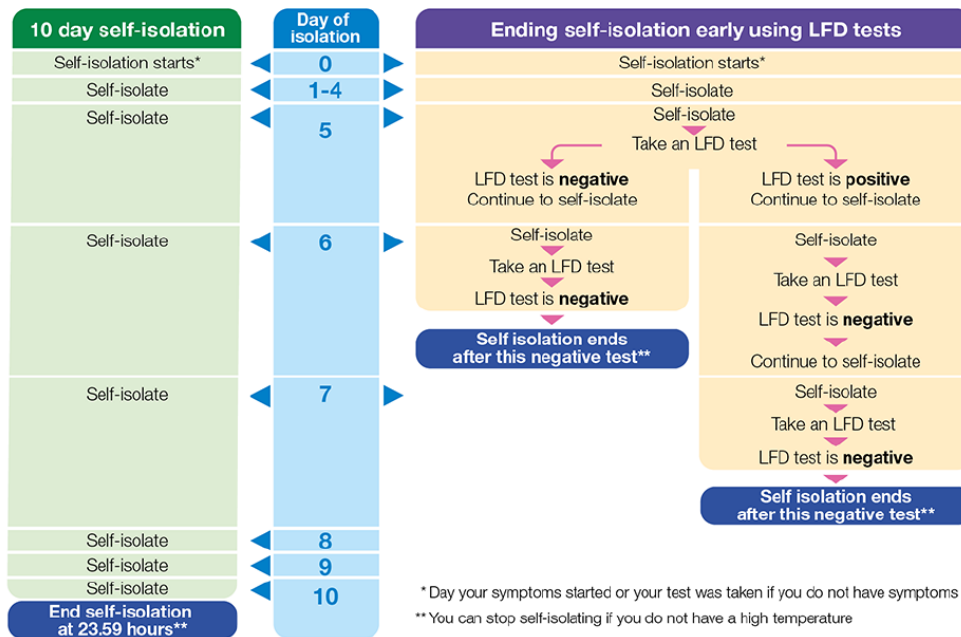 10 day self-isolation
Day of
isolation
Ending self-isolation early using LFD tests
Self-isolation starts*
0
Self-isolation starts*
Self-isolate
1-4
Self-isolate
Self-isolate
5
Self-isolate
Take an LFD test
LFD test is negative
Continue to self-isolate
LFD test is positive
Continue to self-isolate
Self-isolate
6
Self-isolate
Take an LFD test
LFD test is negative
Self isolation ends
after this negative test**
Self-isolate
Take an LFD test
LFD test is negative
Continue to self-isolate
Self-isolate
7
Self-isolate
Take an LFD test
LFD test is negative
Self isolation ends
after this negative test**
Self-isolate
8
Self-isolate
9
Self-isolate
10
End self-isolation
at 23.59 hours**
* Day your symptoms started or your test was taken if you do not have symptoms
** You can stop self-isolating if you do not have a high temperature